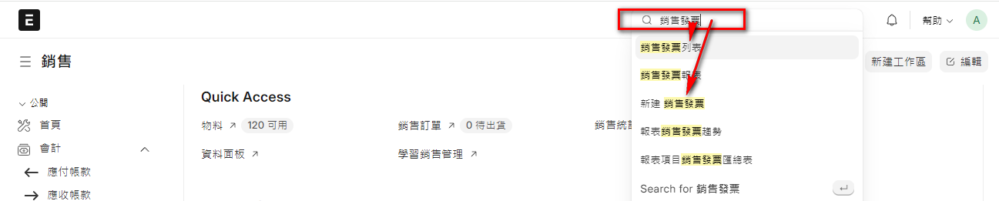 E
銷售發票
幫助
A
銷售
新建工作區
編輯
銷售發票列表
銷售發票報表
新建 銷售發票
報表銷售發票趨勢
報表項目銷售發票匯總表
Search for 銷售發票
公開
首頁
會計
應付帳款
應收帳款
Quick Access
物料 120 可用
銷售訂單 0 待出貨
銷售統
資料面板
學習銷售管理